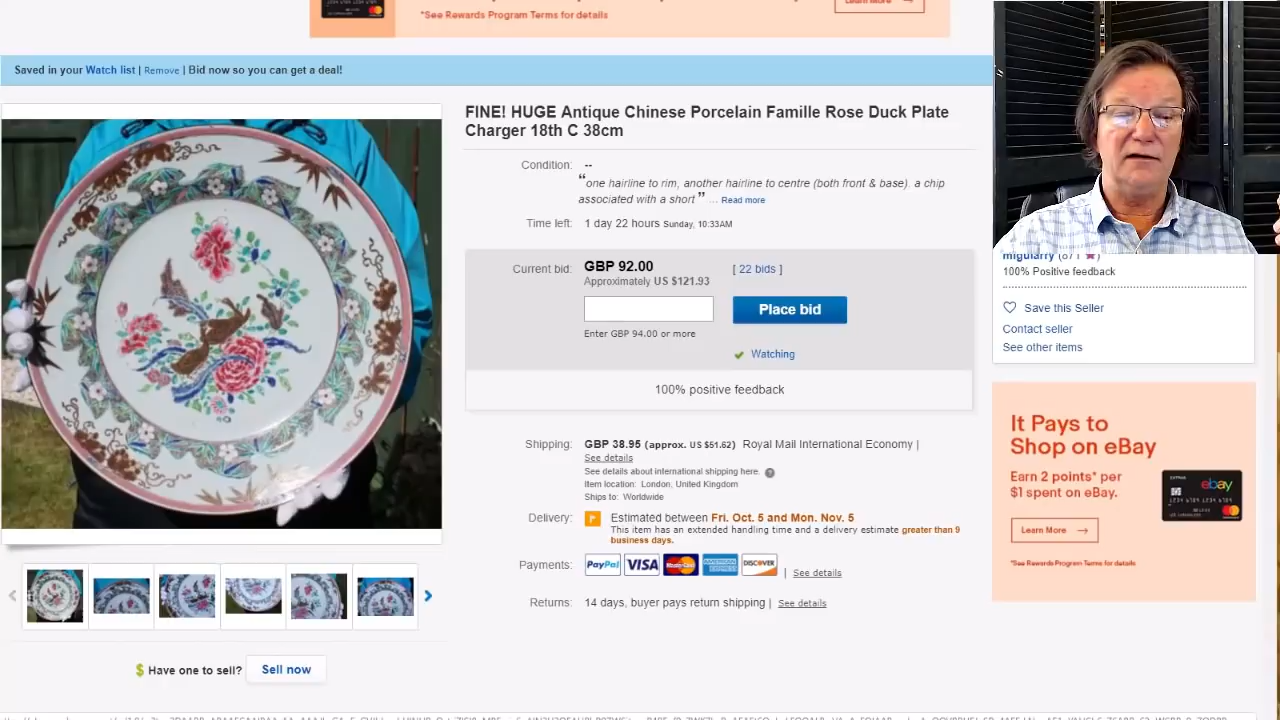 *See Rewards Program Terms for details
Learn More →
Saved in your Watch list | Remove | Bid now so you can get a deal!
FINE! HUGE Antique Chinese Porcelain Famille Rose Duck Plate
Charger 18th C 38cm
Condition: --
“one hairline to rim, another hairline to centre (both front & base). a chip
associated with a short” ... Read more
Time left: 1 day 22 hours Sunday, 10:33AM
Current bid: GBP 92.00 [ 22 bids ]
Approximately US $121.93
Place bid
Enter GBP 94.00 or more
Watching
100% positive feedback
Shipping: GBP 38.95 (approx. US $51.62) Royal Mail International Economy |
See details
See details about international shipping here.
Item location: London, United Kingdom
Ships to: Worldwide
Delivery: Estimated between Fri. Oct. 5 and Mon. Nov. 5
This item has an extended handling time and a delivery estimate greater than 9
business days.
Payments: PayPal VISA MasterCard AMERICAN EXPRESS DISCOVER | See details
Returns: 14 days, buyer pays return shipping | See details
$ Have one to sell? Sell now
100% Positive feedback
Save this Seller
Contact seller
See other items
It Pays to
Shop on eBay
Earn 2 points* per
$1 spent on eBay.
ebay
Learn More →
*See Rewards Program Terms for details